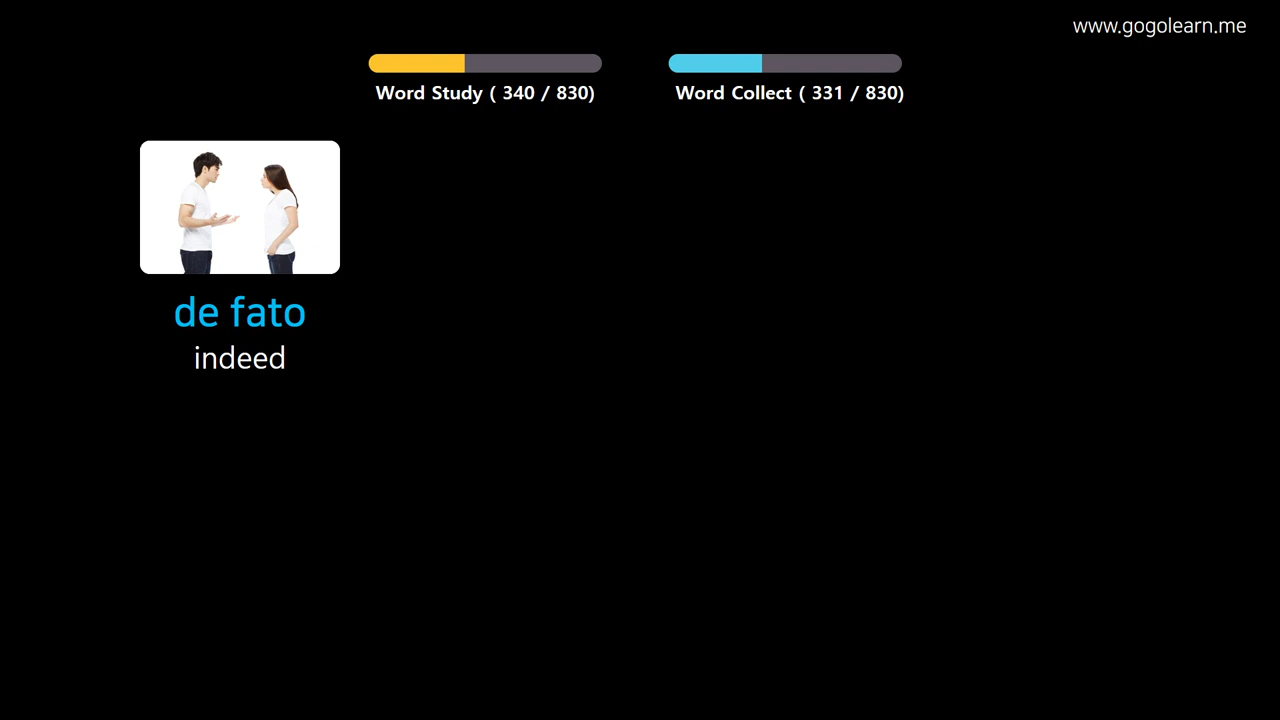 www.gogolearn.me
Word Study ( 340 / 830)
Word Collect ( 331 / 830)
de fato
indeed